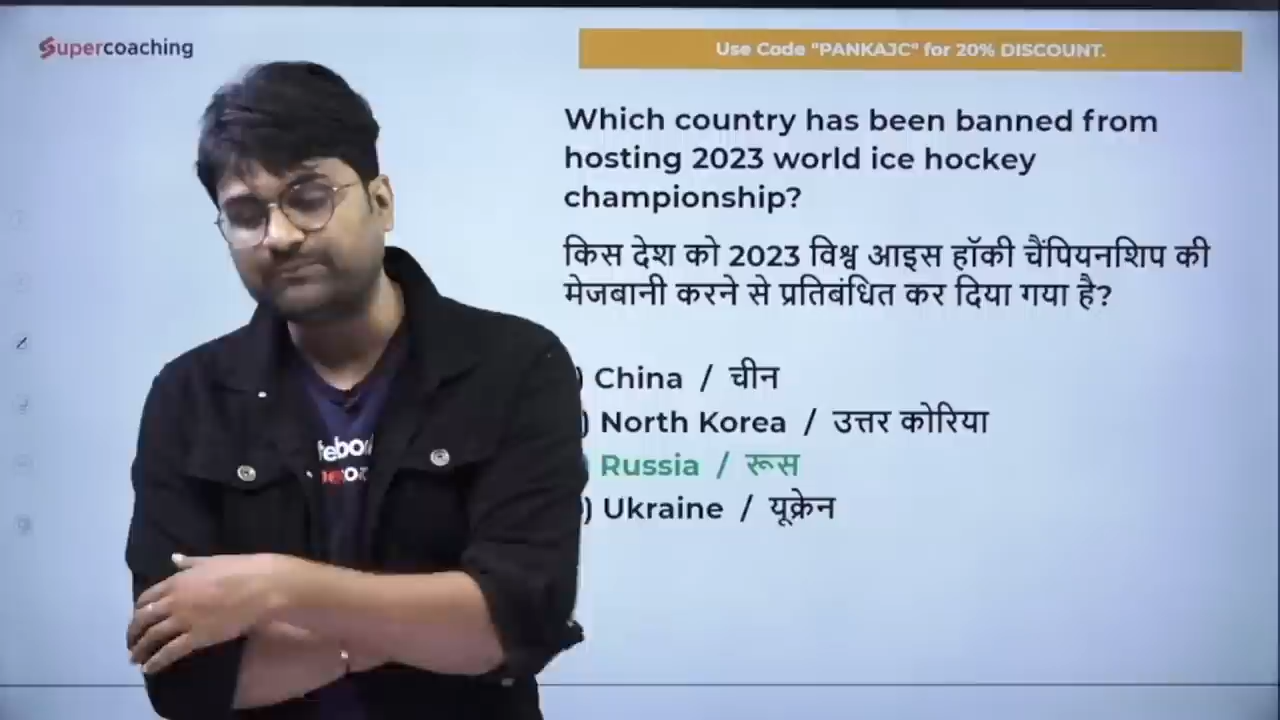 Supercoaching
Use Code "PANKAJC" for 20% DISCOUNT.
Which country has been banned from
hosting 2023 world ice hockey
championship?
किस देश को 2023 विश्व आइस हॉकी चैंपियनशिप की
मेजबानी करने से प्रतिबंधित कर दिया गया है?
) China / चीन
) North Korea / उत्तर कोरिया
Russia / रूस
) Ukraine / यूक्रेन